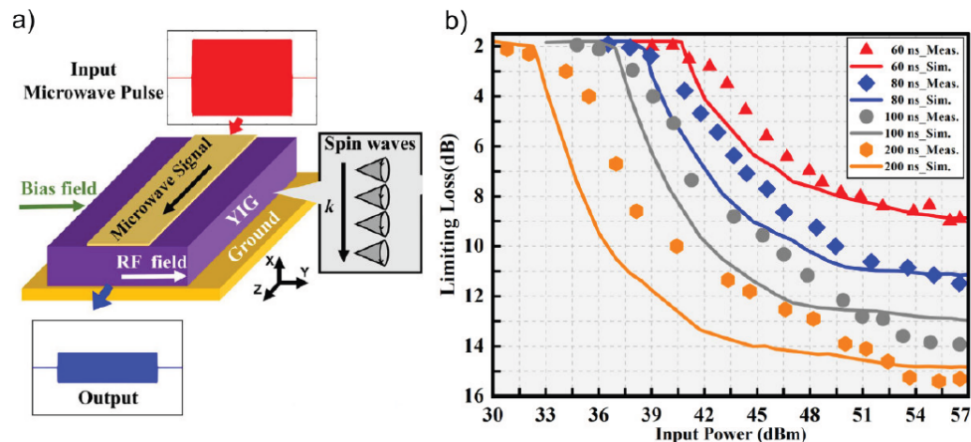 a)
Input
Microwave Pulse
Bias field
Microwave Signal
YIG
Ground
RF field
Spin waves
k
X
Y
Z
Output
b)
Limiting Loss(dB)
2
4
6
8
10
12
14
16
30 33 36 39 42 45 48 51 54 57
Input Power (dBm)
60 ns_Meas.
60 ns_Sim.
80 ns_Meas.
80 ns_Sim.
100 ns_Meas.
100 ns_Sim.
200 ns_Meas.
200 ns_Sim.